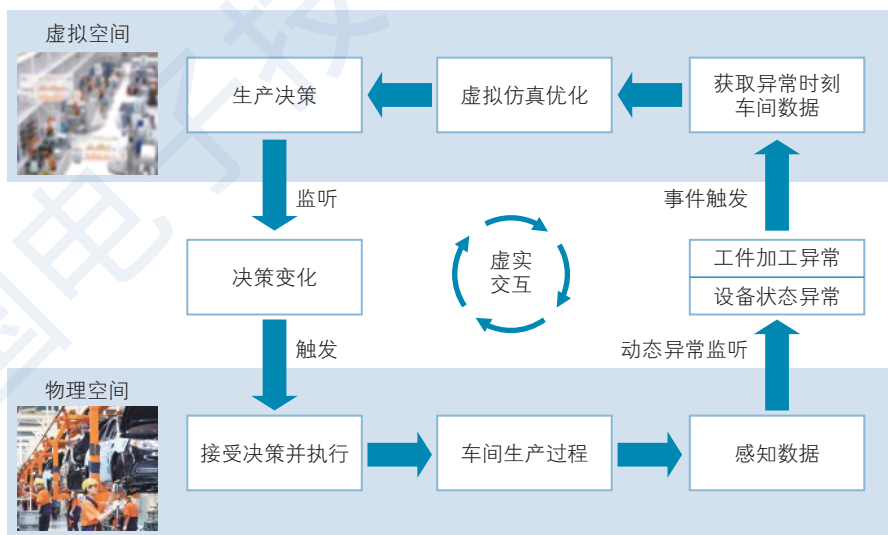 虚拟空间
生产决策
虚拟仿真优化
获取异常时刻
车间数据
监听
事件触发
决策变化
虚实
交互
工件加工异常
设备状态异常
触发
动态异常监听
物理空间
接受决策并执行
车间生产过程
感知数据
国电子技